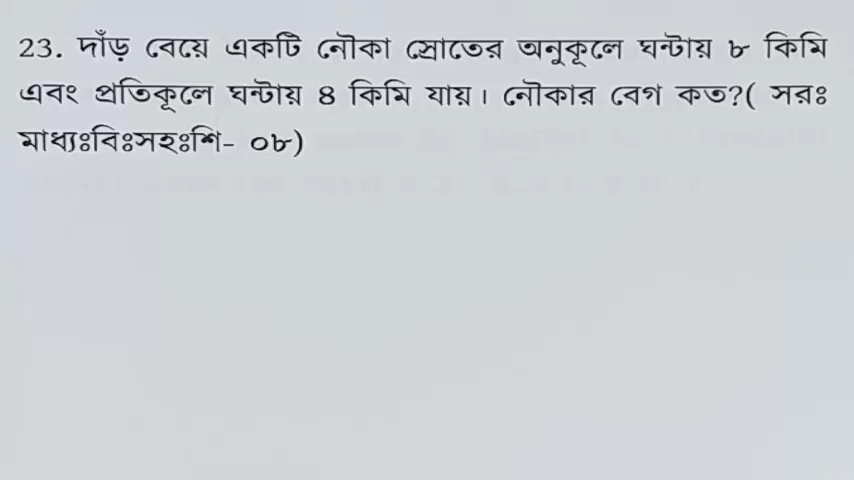 23. দাঁড় বেয়ে একটি নৌকা স্রোতের অনুকূলে ঘন্টায় ৮ কিমি
এবং প্রতিকূলে ঘন্টায় ৪ কিমি যায়। নৌকার বেগ কত?( সরঃ
মাধ্যঃবিঃসহঃশি- ০৮)